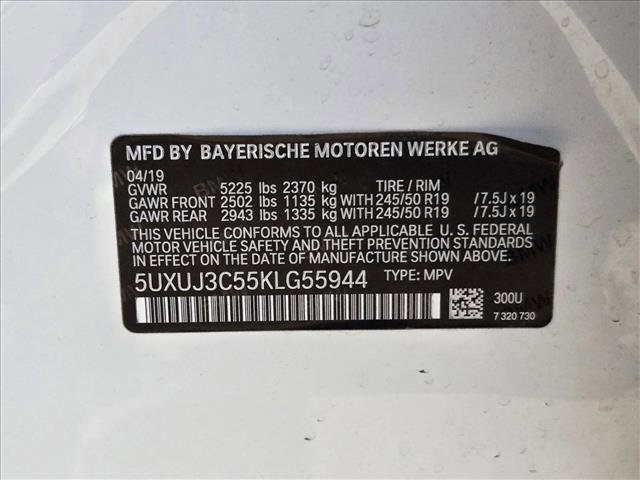 MFD BY BAYERISCHE MOTOREN WERKE AG
04/19
GVWR 5225 lbs 2370 kg TIRE / RIM
GAWR FRONT 2502 lbs 1135 kg WITH 245/50 R19 /7.5J x 19
GAWR REAR 2943 lbs 1335 kg WITH 245/50 R19 /7.5J x 19
THIS VEHICLE CONFORMS TO ALL APPLICABLE U. S. FEDERAL
MOTOR VEHICLE SAFETY, BUMPER, AND THEFT PREVENTION STANDARDS
IN EFFECT ON THE DATE OF MANUFACTURE SHOWN ABOVE.
5UXUJ3C55KLG55944 TYPE: MPV
300U
7 320 730